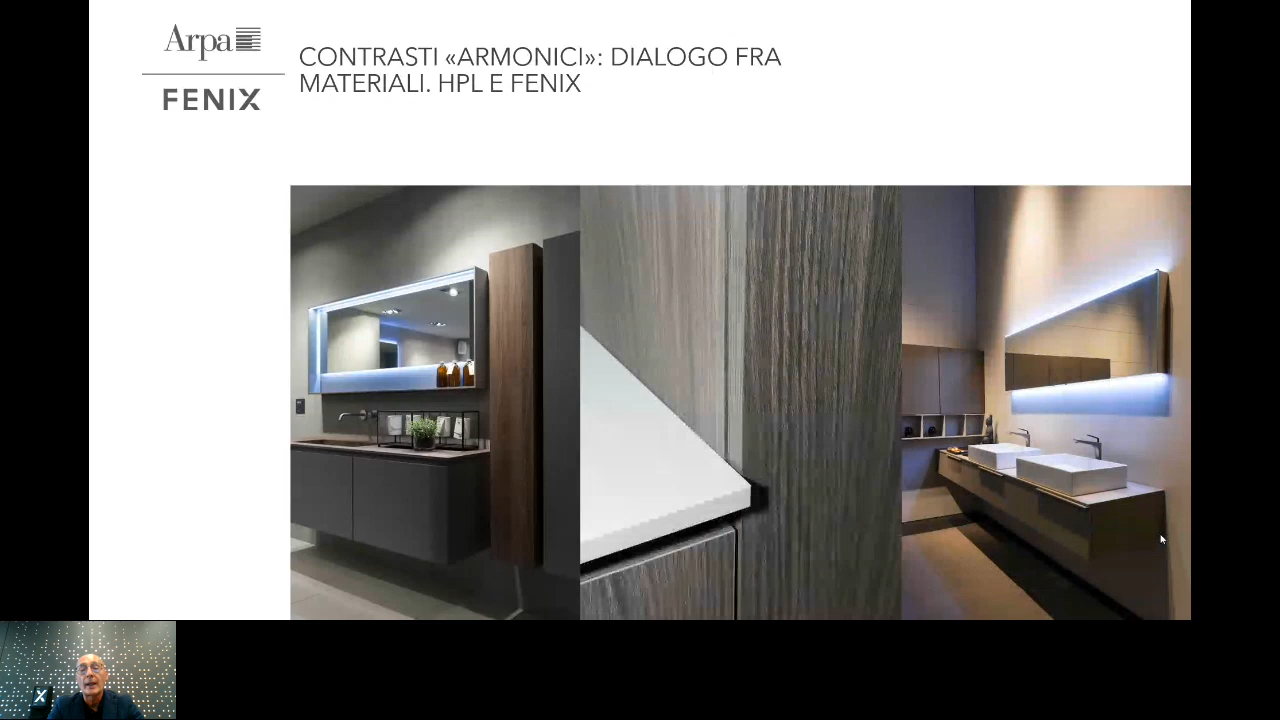 Arpa
FENIX
CONTRASTI «ARMONICI»: DIALOGO FRA
MATERIALI. HPL E FENIX
X